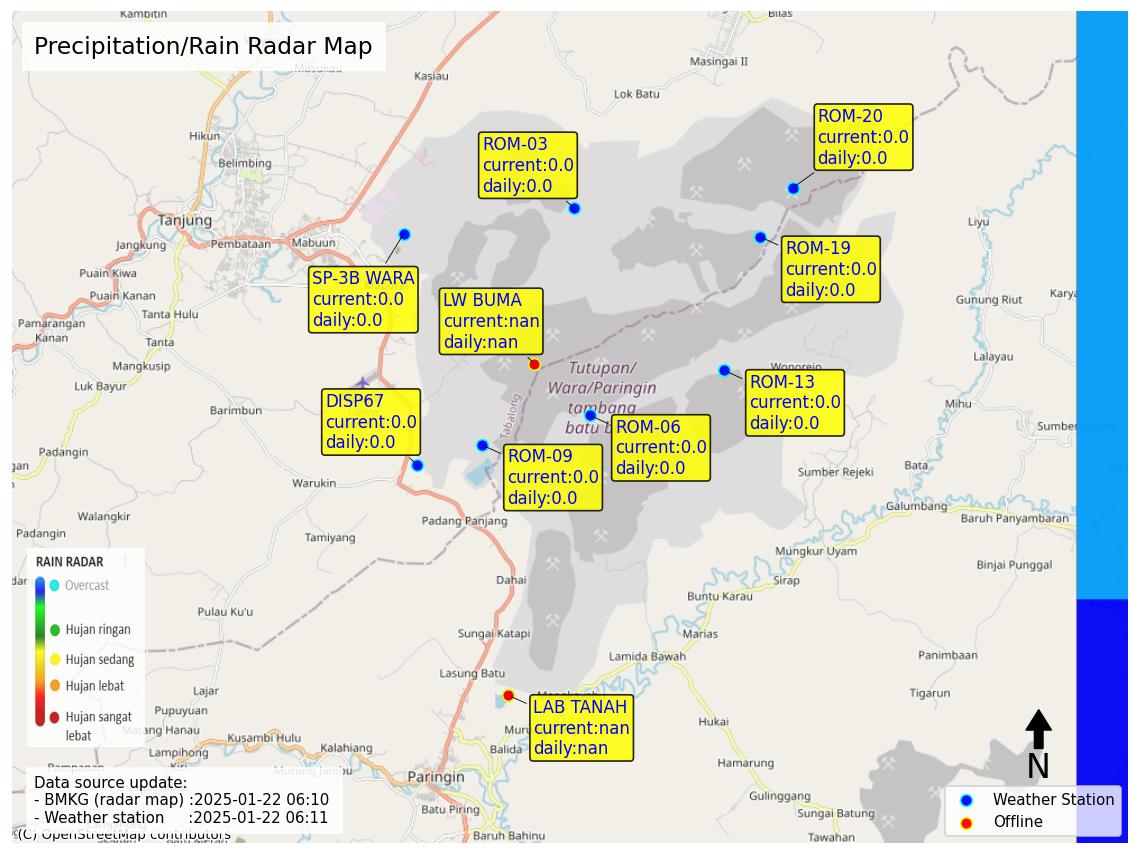 Kambitin
Bilas
Precipitation/Rain Radar Map
Masukau
Kasiau
Masingai II
Lok Batu
Hikun
Belimbing
ROM-20
current:0.0
daily:0.0
ROM-03
current:0.0
daily:0.0
Tanjung
Jangkung
Pembataan
Mabuun
Liyu
ROM-19
current:0.0
daily:0.0
Puain Kiwa
Puain Kanan
SP-3B WARA
current:0.0
daily:0.0
LW BUMA
current:nan
daily:nan
Gunung Riut
Karya
Tanta Hulu
Pamarangan
Kanan
Tanta
Mangkusip
Luk Bayur
Lalayau
Wonorejo
Tutupan/
Wara/Paringin
tambang
batu b
Tabalong
ROM-13
current:0.0
daily:0.0
Mihu
Barimbun
DISP67
current:0.0
daily:0.0
ROM-06
current:0.0
daily:0.0
Sumber Agung
ROM-09
current:0.0
daily:0.0
gan
Bata
Sumber Rejeki
Warukin
Galumbang
Baruh Panyambaran
Walangkir
Padang Panjang
Padangin
Tamiyang
Mungkur Uyam
Binjai Punggal
RAIN RADAR
Overcast
Hujan ringan
Hujan sedang
Hujan lebat
Hujan sangat
lebat
Dahai
Sirap
Buntu Karau
Pulau Ku'u
Sungai Katapi
Marias
Lamida Bawah
Panimbaan
Lasung Batu
Lajar
Tigarun
LAB TANAH
current:nan
daily:nan
Pupuyuan
Matang Hanau
Kusambi Hulu
Hukai
Kalahiang
Lampihong
Balida
Murung Jambu
Hamarung
Paringin
N
Data source update:
- BMKG (radar map) :2025-01-22 06:10
- Weather station :2025-01-22 06:11
Gulinggang
Weather Station
Offline
Batu Piring
Sungai Batung
Baruh Bahinu
Tawahan
(C) OpenStreetMap contributors